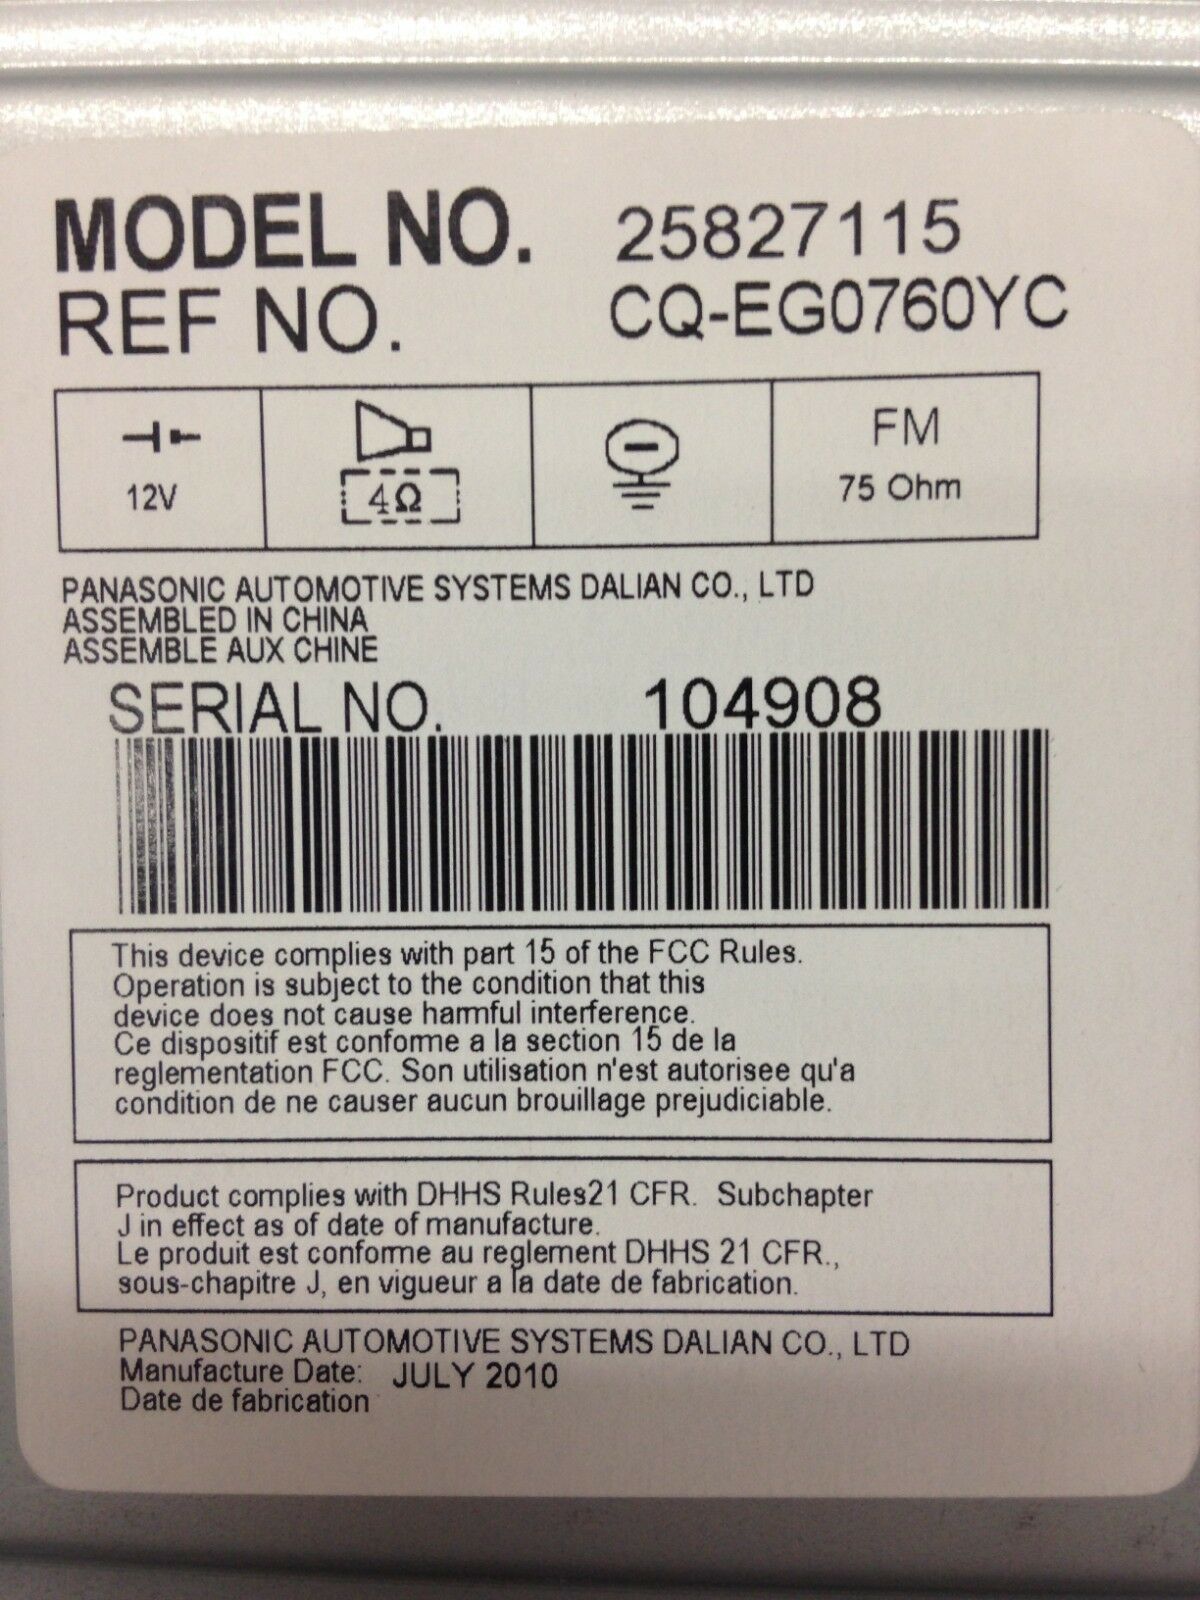 MODEL NO. 25827115
REF NO. CQ-EG0760YC
12V
4Ω
FM
75 Ohm
PANASONIC AUTOMOTIVE SYSTEMS DALIAN CO., LTD
ASSEMBLED IN CHINA
ASSEMBLE AUX CHINE
SERIAL NO. 104908
This device complies with part 15 of the FCC Rules.
Operation is subject to the condition that this
device does not cause harmful interference.
Ce dispositif est conforme a la section 15 de la
reglementation FCC. Son utilisation n'est autorisee qu'a
condition de ne causer aucun brouillage prejudiciable.
Product complies with DHHS Rules21 CFR. Subchapter
J in effect as of date of manufacture.
Le produit est conforme au reglement DHHS 21 CFR.,
sous-chapitre J, en vigueur a la date de fabrication.
PANASONIC AUTOMOTIVE SYSTEMS DALIAN CO., LTD
Manufacture Date: JULY 2010
Date de fabrication